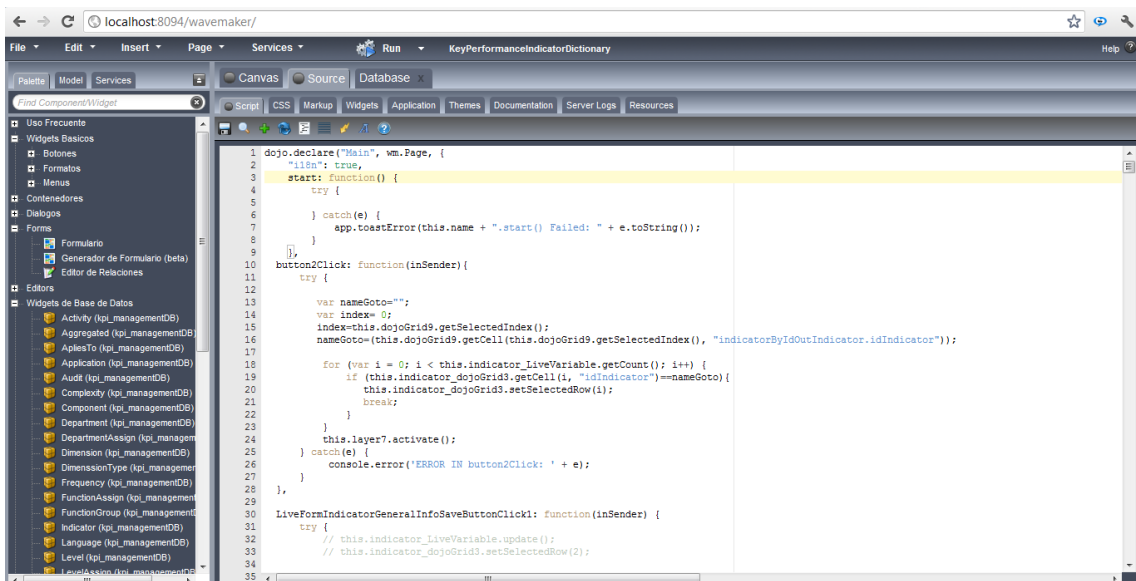 localhost:8094/wavemaker/
File Edit Insert Page Services Run KeyPerformanceIndicatorDictionary Help
Palette Model Services
Find Component/Widget
Uso Frecuente
Widgets Basicos
Botones
Formatos
Menus
Contenedores
Dialogos
Forms
Formulario
Generador de Formulario (beta)
Editor de Relaciones
Editors
Widgets de Base de Datos
Activity (kpi_managementDB)
Aggregated (kpi_managementDB)
ApliesTo (kpi_managementDB)
Application (kpi_managementDB)
Audit (kpi_managementDB)
Complexity (kpi_managementDB)
Component (kpi_managementDB)
Department (kpi_managementDB)
DepartmentAssign (kpi_managem
Dimension (kpi_managementDB)
DimenssionType (kpi_managemen
Frequency (kpi_managementDB)
FunctionAssign (kpi_management
FunctionGroup (kpi_management
Indicator (kpi_managementDB)
Language (kpi_managementDB)
Level (kpi_managementDB)
LevelAssign (kpi_managementDB
Canvas Source Database x
Script CSS Markup Widgets Application Themes Documentation Server Logs Resources
1 dojo.declare("Main", wm.Page, {
2 "i18n": true,
3 start: function() {
4 try {
5
6 } catch(e) {
7 app.toastError(this.name + ".start() Failed: " + e.toString());
8 }
9 },
10 button2Click: function(inSender){
11 try {
12
13 var nameGoto="";
14 var index= 0;
15 index=this.dojoGrid9.getSelectedIndex();
16 nameGoto=(this.dojoGrid9.getCell(this.dojoGrid9.getSelectedIndex(), "indicatorByIdOutIndicator.idIndicator"));
17
18 for (var i = 0; i < this.indicator_LiveVariable.getCount(); i++) {
19 if (this.indicator_dojoGrid3.getCell(i, "idIndicator")==nameGoto){
20 this.indicator_dojoGrid3.setSelectedRow(i);
21 break;
22 }
23 }
24 this.layer7.activate();
25 } catch(e) {
26 console.error('ERROR IN button2Click: ' + e);
27 }
28 },
29
30 LiveFormIndicatorGeneralInfoSaveButtonClick1: function(inSender) {
31 try {
32 // this.indicator_LiveVariable.update();
33 // this.indicator_dojoGrid3.setSelectedRow(2);
34
35